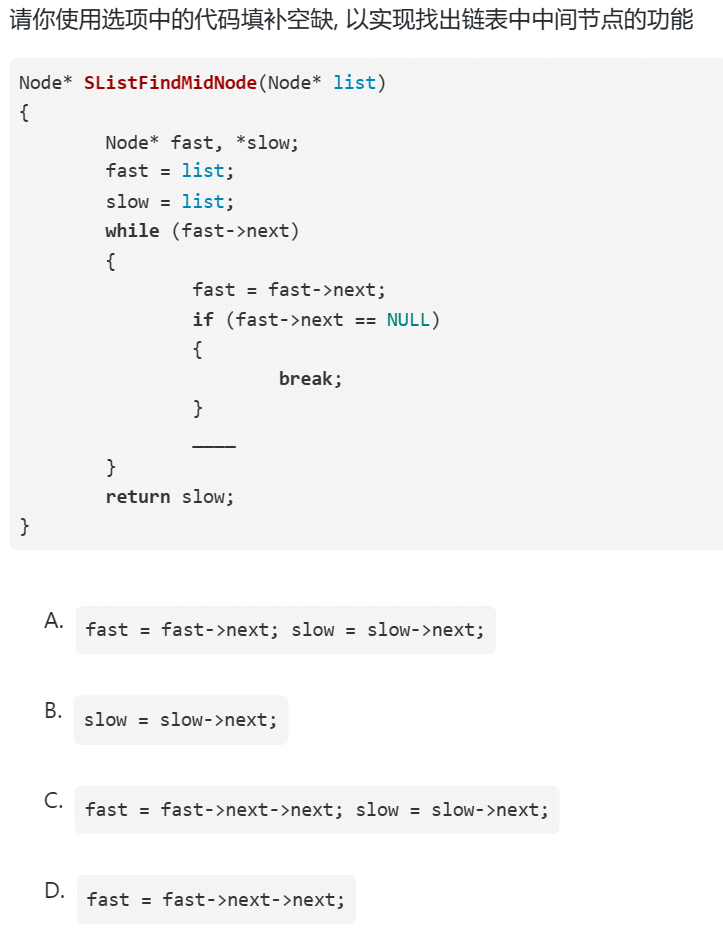 请你使用选项中的代码填补空缺, 以实现找出链表中中间节点的功能
Node* SListFindMidNode(Node* list)
{
        Node* fast, *slow;
        fast = list;
        slow = list;
        while (fast->next)
        {
                fast = fast->next;
                if (fast->next == NULL)
                {
                        break;
                }
                ____
        }
        return slow;
}
A. fast = fast->next; slow = slow->next;
B. slow = slow->next;
C. fast = fast->next->next; slow = slow->next;
D. fast = fast->next->next;